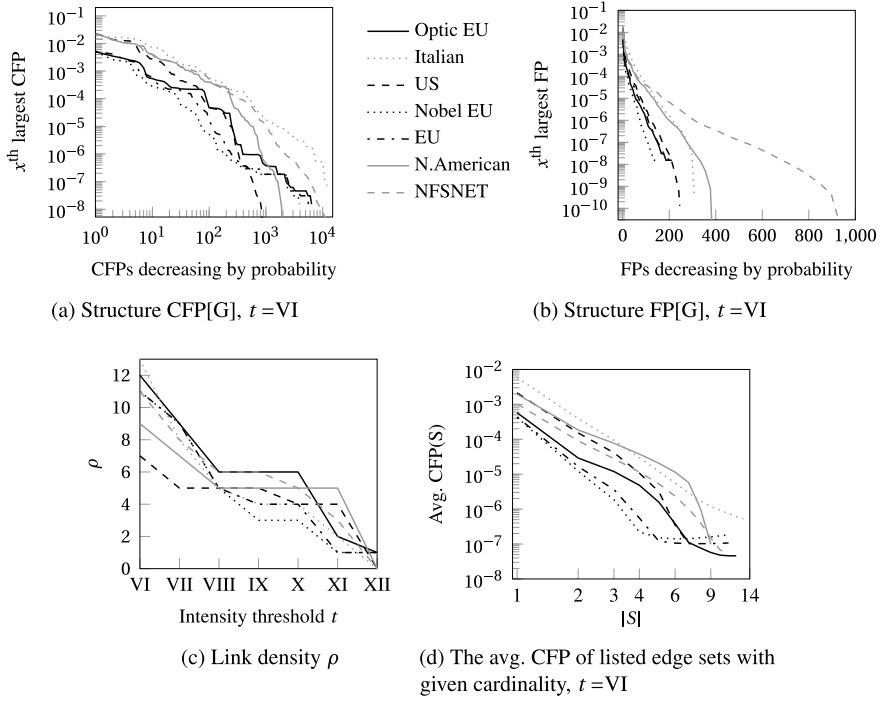 10^-1
10^-2
10^-3
10^-4
10^-5
10^-6
10^-7
10^-8
x^th largest CFP
10^0 10^1 10^2 10^3 10^4
CFPs decreasing by probability
(a) Structure CFP[G], t =VI
Optic EU
Italian
US
Nobel EU
EU
N.American
NFSNET
10^-1
10^-2
10^-3
10^-4
10^-5
10^-6
10^-7
10^-8
10^-9
10^-10
x^th largest FP
0 200 400 600 800 1,000
FPs decreasing by probability
(b) Structure FP[G], t =VI
12
10
8
6
4
2
0
ρ
VI VII VIII IX X XI XII
Intensity threshold t
(c) Link density ρ
10^-2
10^-3
10^-4
10^-5
10^-6
10^-7
10^-8
Avg. CFP(S)
1 2 3 4 6 9 14
|S|
(d) The avg. CFP of listed edge sets with
given cardinality, t =VI